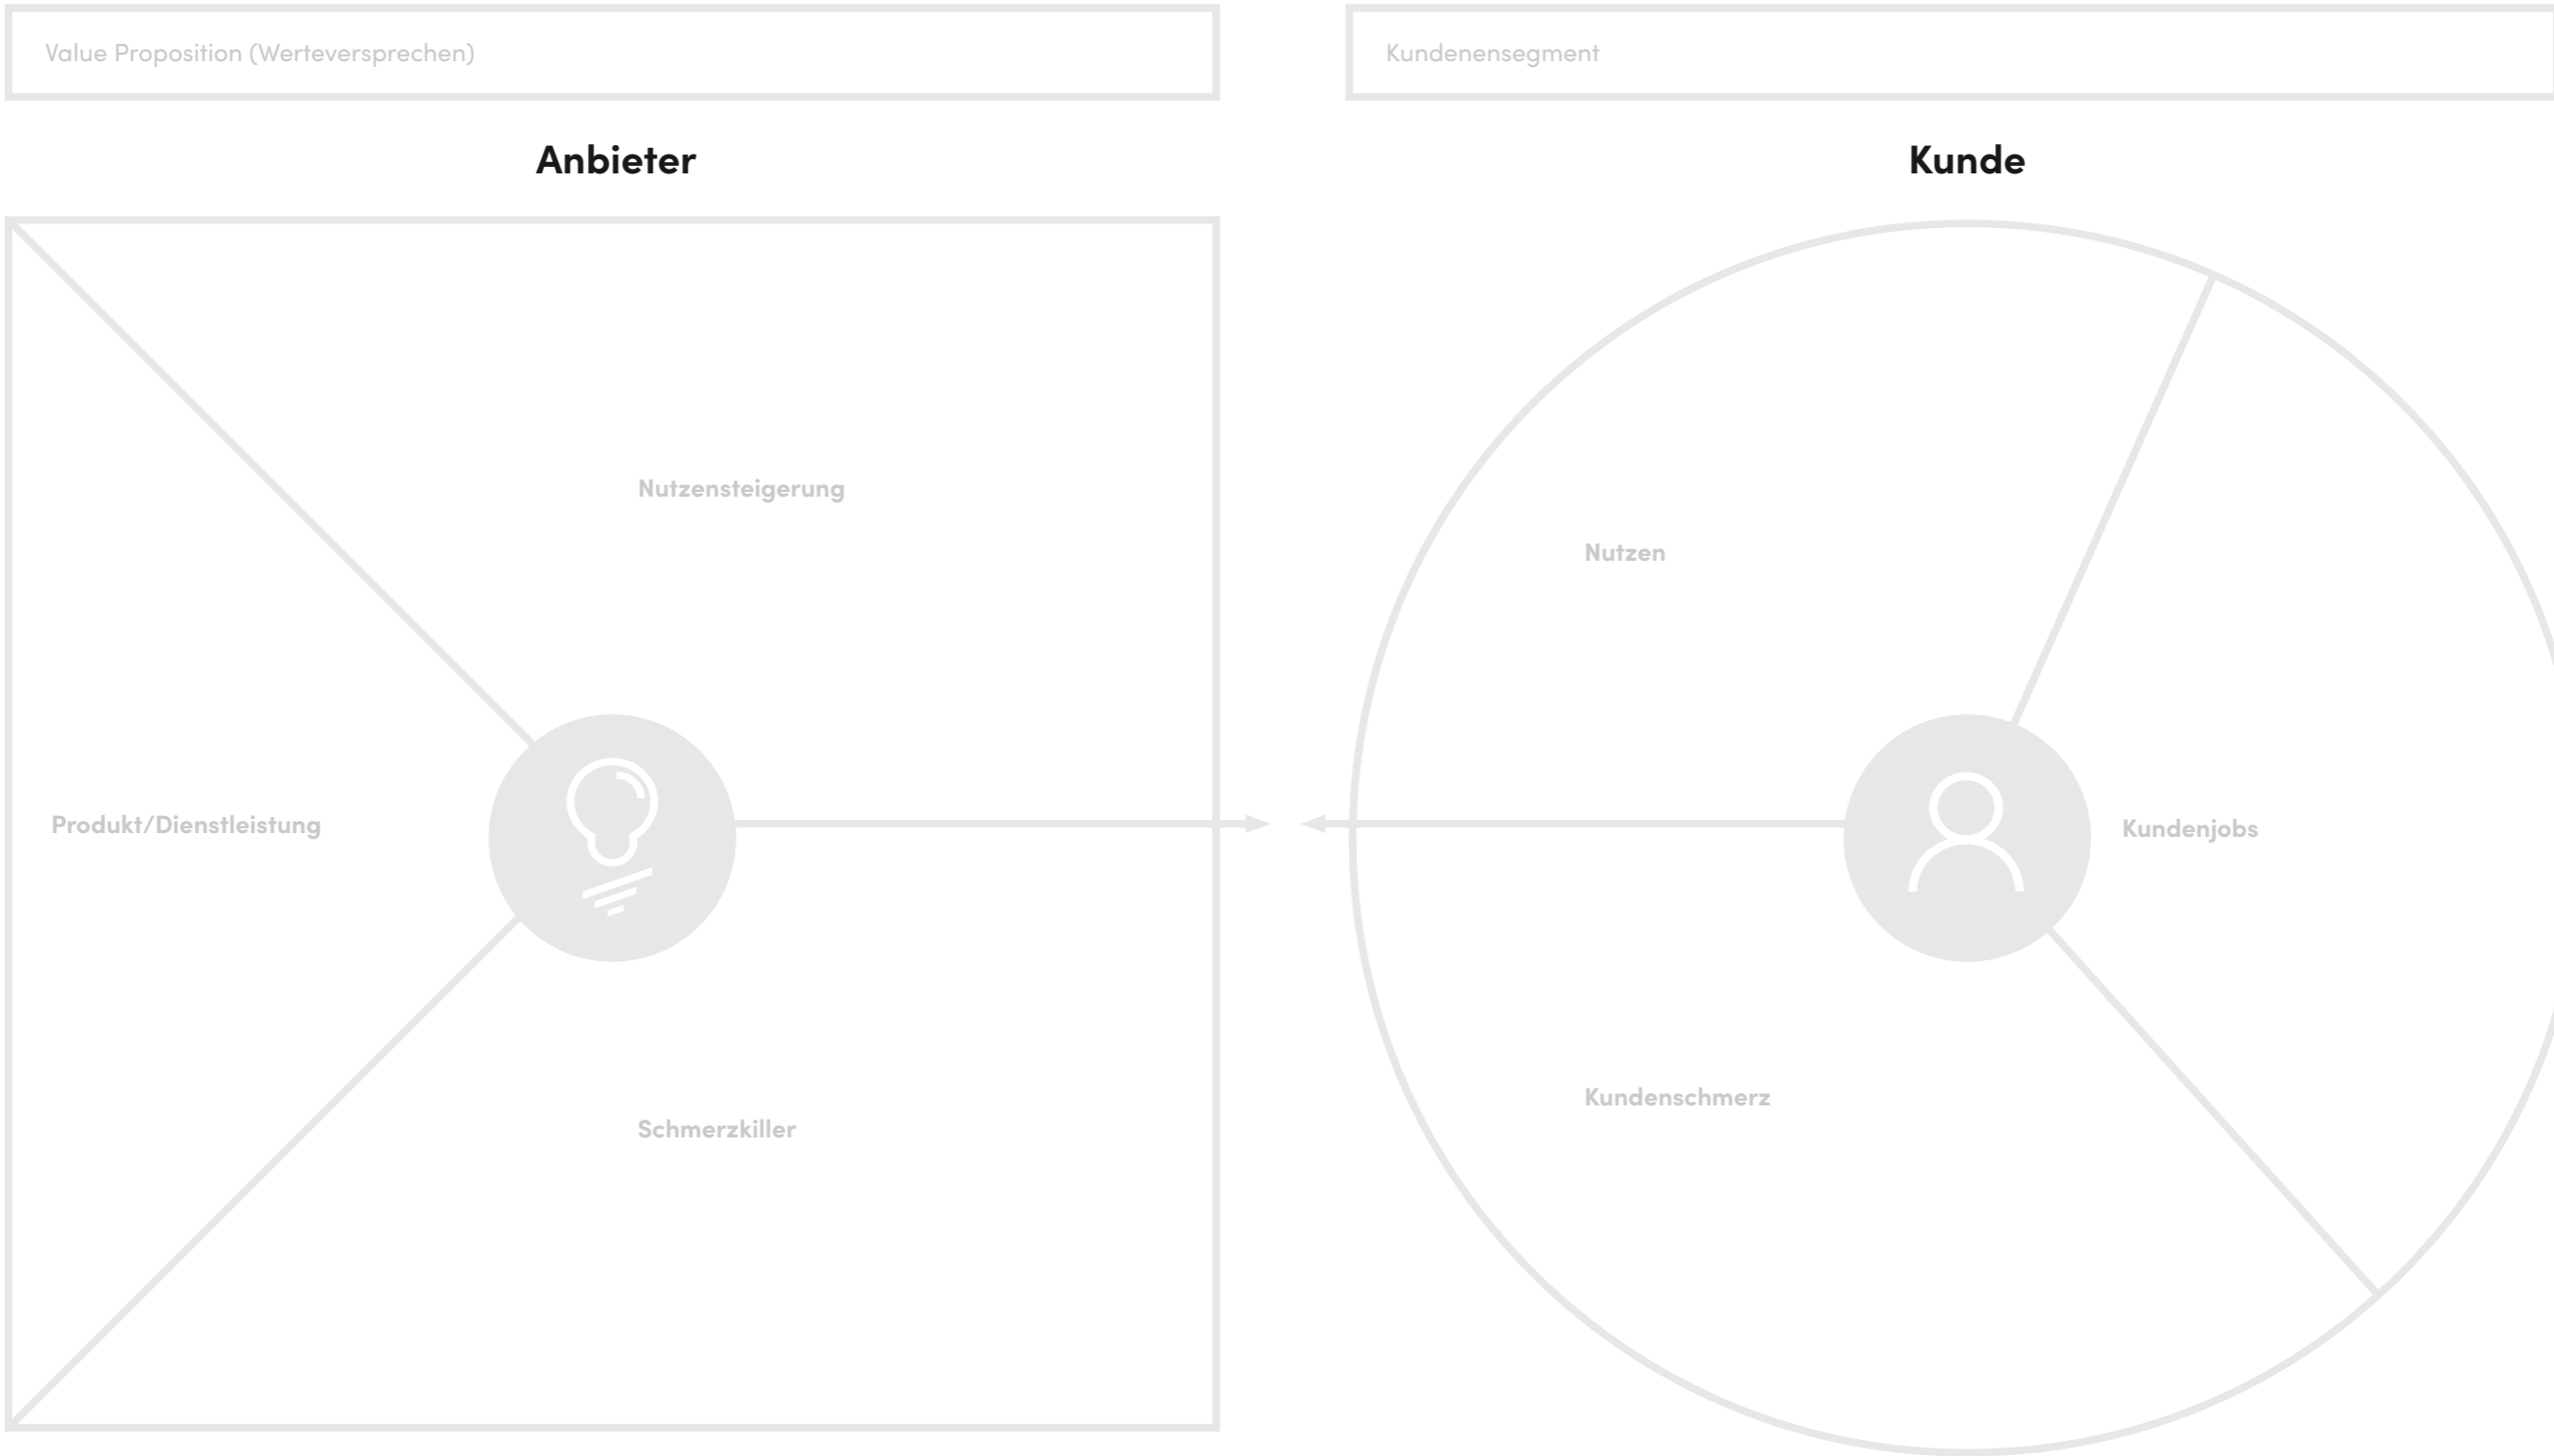 Value Proposition (Werteversprechen)
Kundenensegment
Anbieter
Kunde
Nutzensteigerung
Nutzen
Produkt/Dienstleistung
Kundenjobs
Kundenschmerz
Schmerzkiller